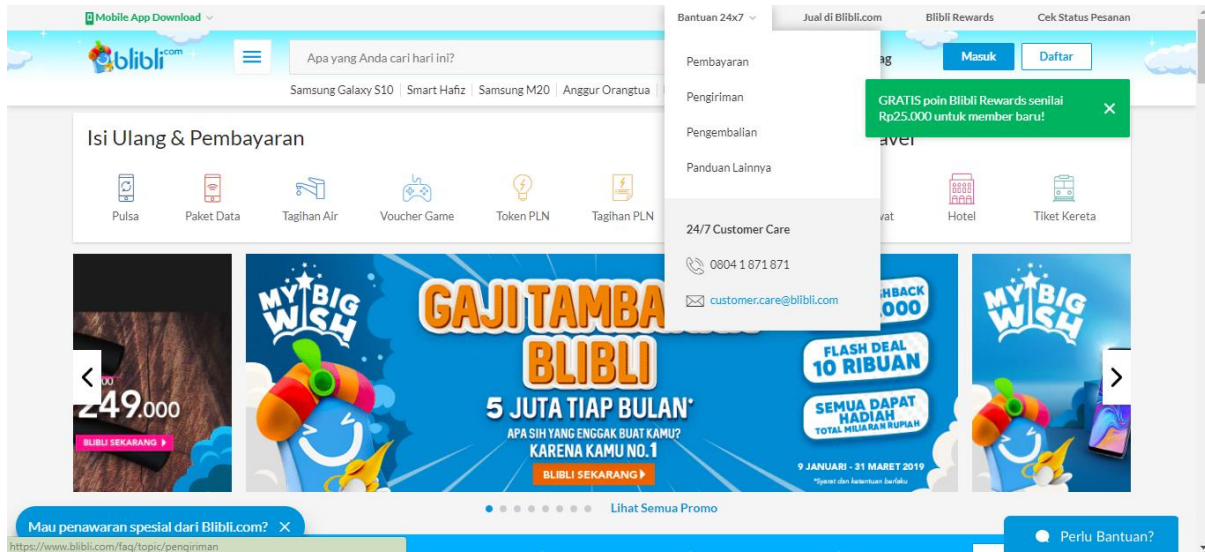 Mobile App Download
Bantuan 24x7
Jual di Blibli.com
Blibli Rewards
Cek Status Pesanan
blibli.com
Apa yang Anda cari hari ini?
Masuk
Daftar
Samsung Galaxy S10 | Smart Hafiz | Samsung M20 | Anggur Orangtua
Pembayaran
Pengiriman
Pengembalian
Panduan Lainnya
24/7 Customer Care
0804 1 871 871
customer.care@blibli.com
GRATIS poin Blibli Rewards senilai
Rp25.000 untuk member baru!
Isi Ulang & Pembayaran
Pulsa
Paket Data
Tagihan Air
Voucher Game
Token PLN
Tagihan PLN
Hotel
Tiket Kereta
249.000
BLIBLI SEKARANG
MY BIG
WISH
GAJI TAMBA
BLIBLI
5 JUTA TIAP BULAN*
APA SIH YANG ENGGAK BUAT KAMU?
KARENA KAMU NO.1
BLIBLI SEKARANG
HBACK
000
FLASH DEAL
10 RIBUAN
SEMUA DAPAT
HADIAH
TOTAL MILIARAN RUPIAH
9 JANUARI - 31 MARET 2019
*Syarat dan ketentuan berlaku
MY BIG
WISH
Lihat Semua Promo
Mau penawaran spesial dari Blibli.com?
Perlu Bantuan?
https://www.blibli.com/faq/topic/pengiriman